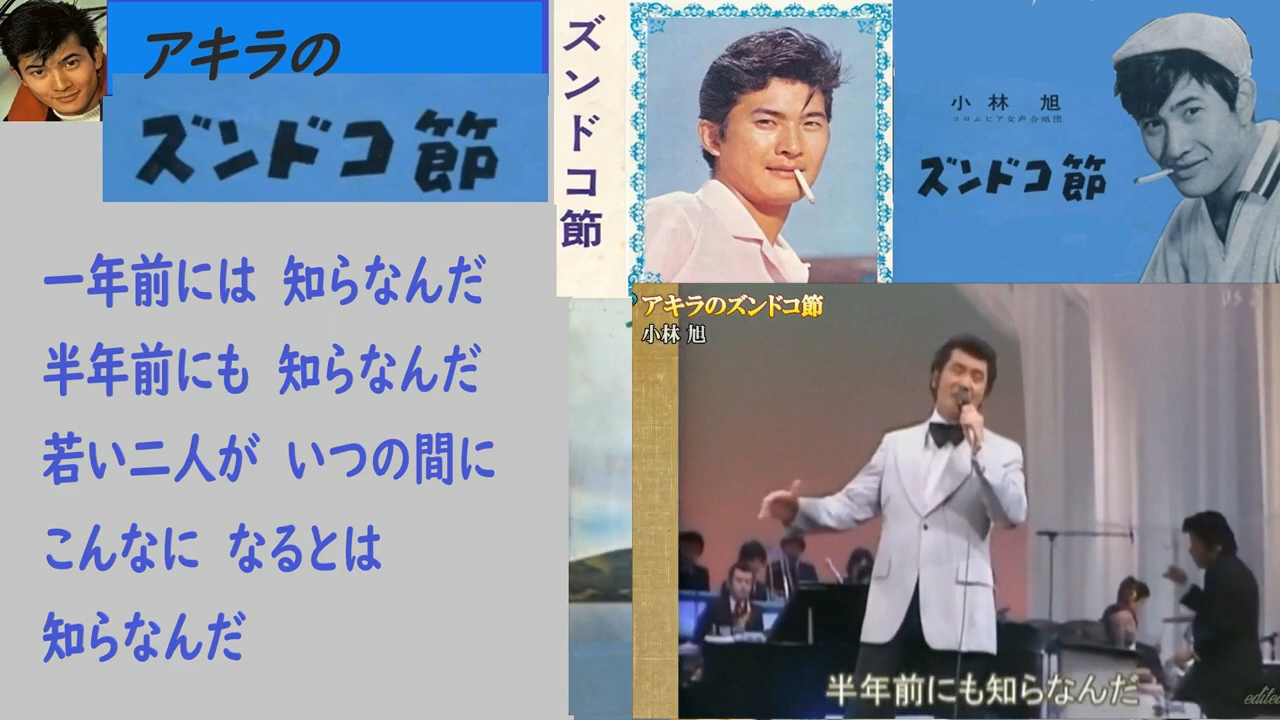 アキラの
ズンドコ節
一年前には 知らなんだ
半年前にも 知らなんだ
若い二人が いつの間に
こんなに なるとは
知らなんだ
ズンドコ節
小林 旭
コロムビア女声合唱団
ズンドコ節
アキラのズンドコ節
小林 旭
半年前にも知らなんだ